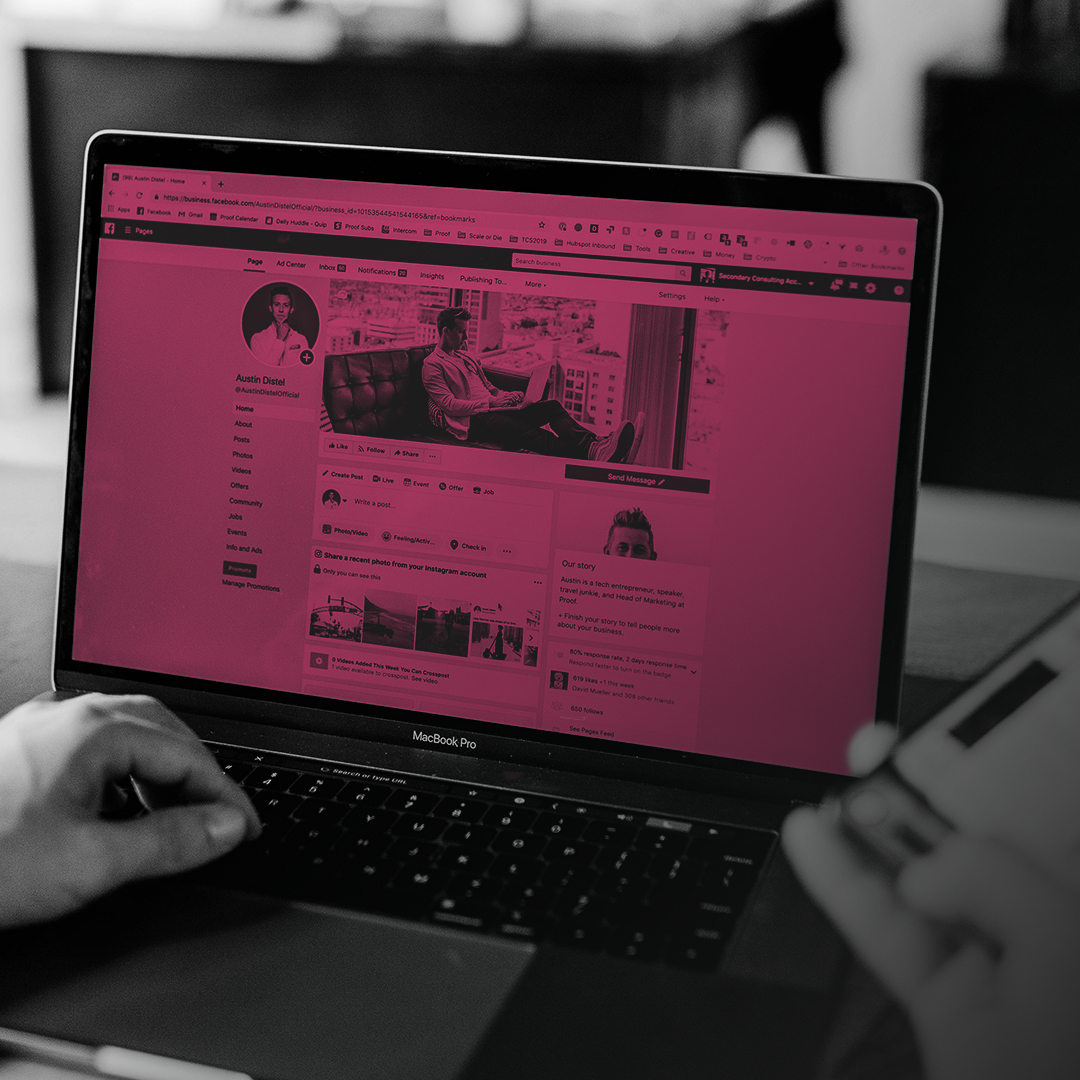 (99) Austin Distel - Home
https://business.facebook.com/AustinDistelOfficial/?business_id=10153544541544165&ref=bookmarks
Apps Facebook Gmail Proof Calendar Daily Huddle - Quip Proof Subs Intercom Proof Scale or Die TCS2019 Hubspot Inbound Tools Creative Money Crypto Other Bookmarks
Pages Search business Secondary Consulting Acc...
Page Ad Center Inbox Notifications Insights Publishing To... More Settings Help
Austin Distel
@AustinDistelOfficial
Home
About
Posts
Photos
Videos
Offers
Community
Jobs
Events
Info and Ads
Promote
Manage Promotions
Like Follow Share ...
Send Message
Create Post Live Event Offer Job
Write a post...
Photo/Video Feeling/Activ... Check in ...
Share a recent photo from your Instagram account
Only you can see this
0 Videos Added This Week You Can Crosspost
1 video available to crosspost. See video.
Our story
Austin is a tech entrepreneur, speaker,
travel junkie, and Head of Marketing at
Proof.
+ Finish your story to tell people more
about your business.
80% response rate, 2 days response time
Respond faster to turn on the badge
619 likes +1 this week
David Mueller and 308 other friends
650 follows
See Pages Feed
MacBook Pro
Search or type URL